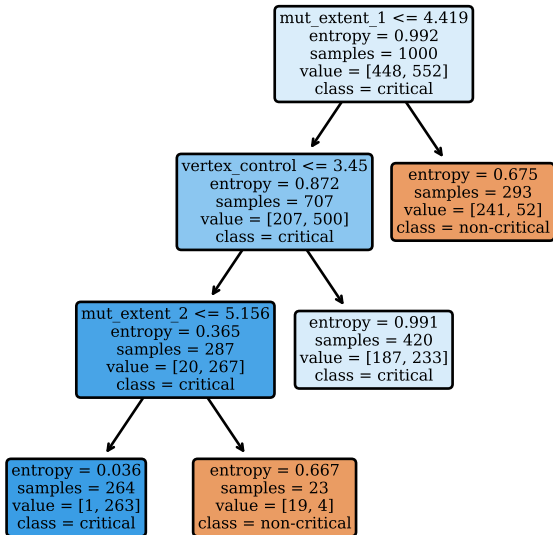 mut_extent_1 <= 4.419
entropy = 0.992
samples = 1000
value = [448, 552]
class = critical
vertex_control <= 3.45
entropy = 0.872
samples = 707
value = [207, 500]
class = critical
entropy = 0.675
samples = 293
value = [241, 52]
class = non-critical
mut_extent_2 <= 5.156
entropy = 0.365
samples = 287
value = [20, 267]
class = critical
entropy = 0.991
samples = 420
value = [187, 233]
class = critical
entropy = 0.036
samples = 264
value = [1, 263]
class = critical
entropy = 0.667
samples = 23
value = [19, 4]
class = non-critical